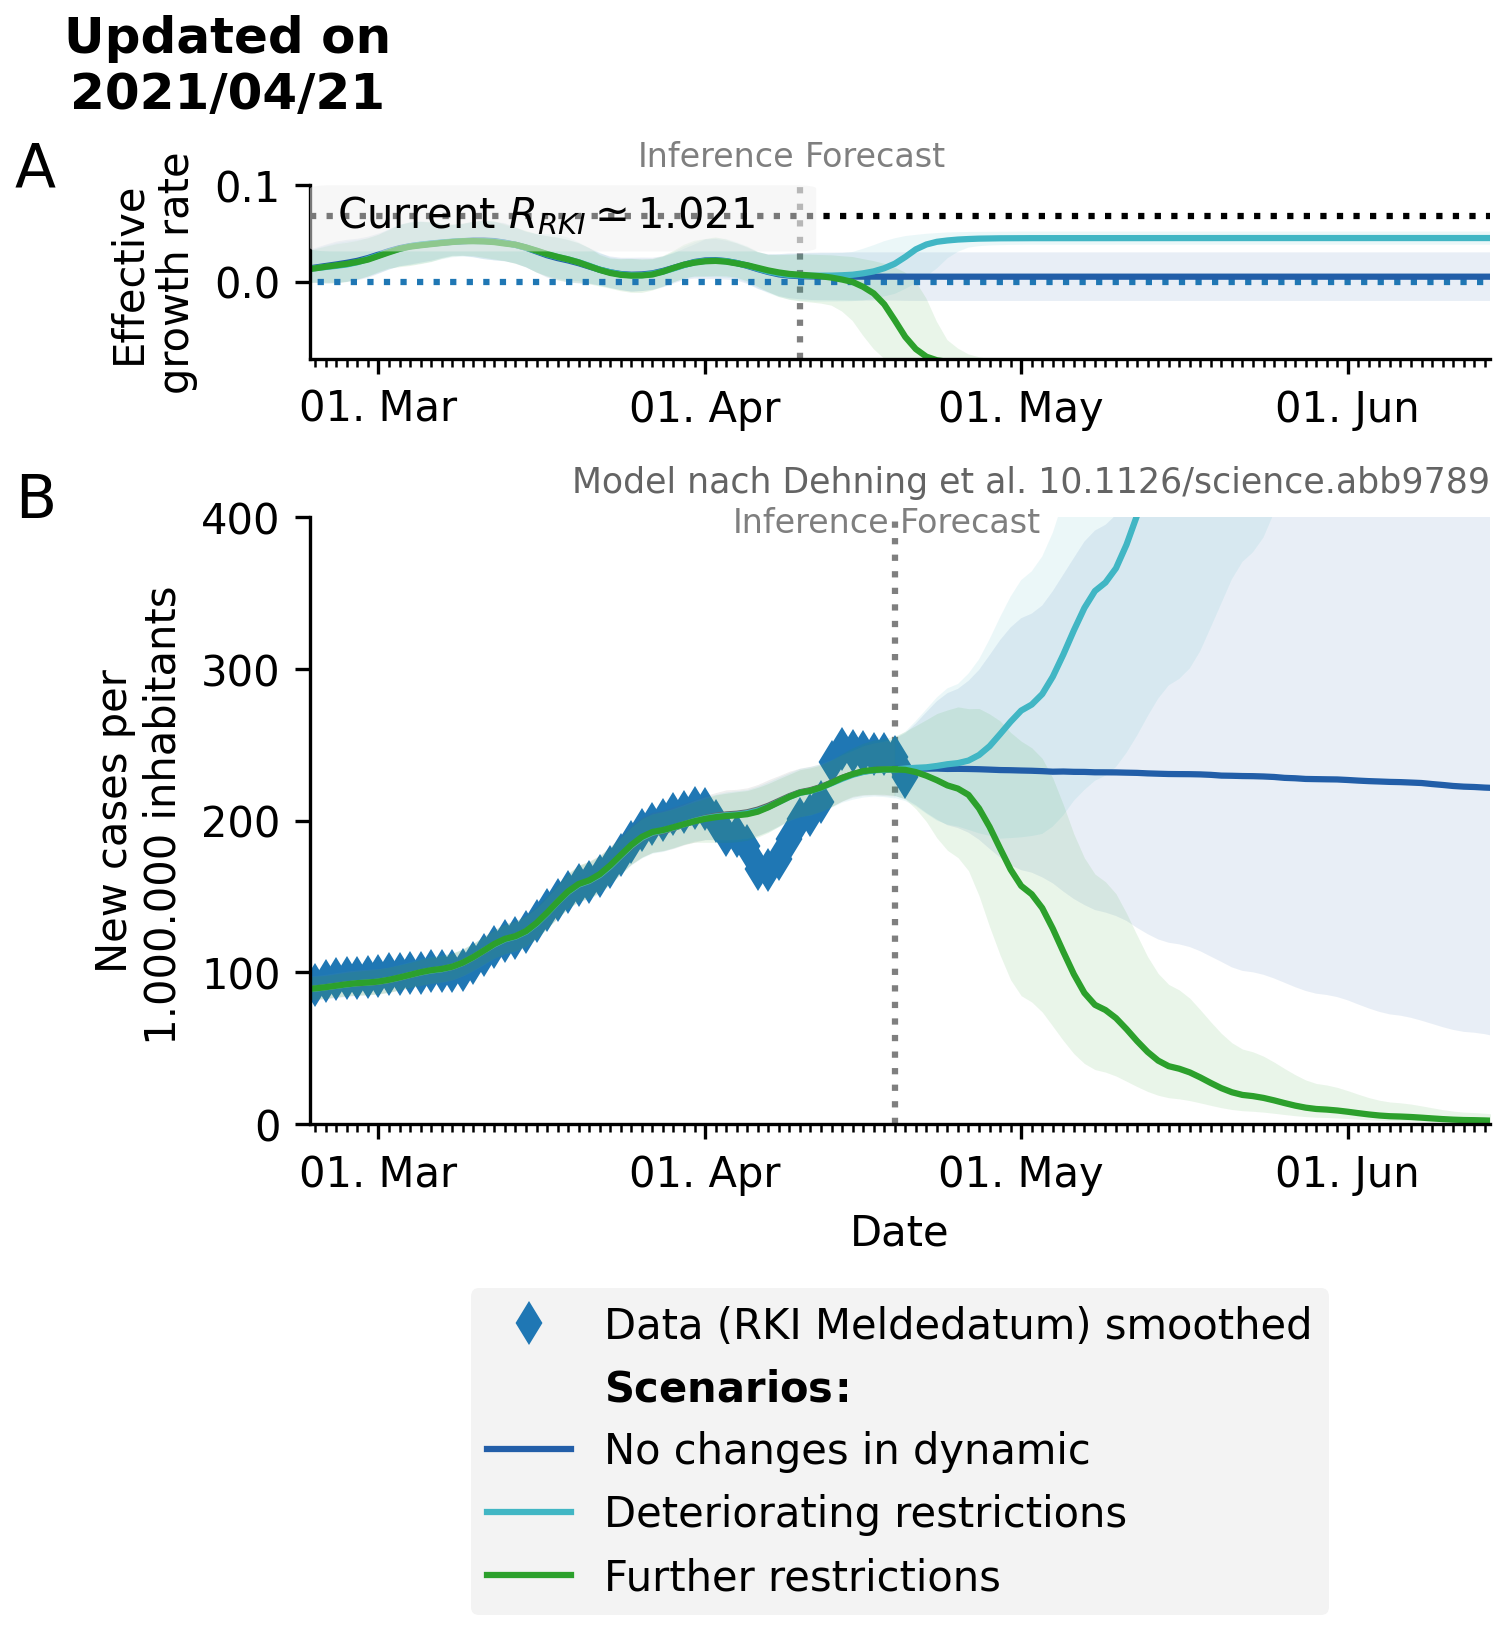 Updated on
2021/04/21
A
Inference Forecast
Effective
growth rate
0.1
0.0
Current R_RKI ≃ 1.021
01. Mar
01. Apr
01. May
01. Jun
B
Model nach Dehning et al. 10.1126/science.abb9789
Inference Forecast
New cases per
1.000.000 inhabitants
400
300
200
100
0
01. Mar
01. Apr
01. May
01. Jun
Date
Data (RKI Meldedatum) smoothed
Scenarios:
No changes in dynamic
Deteriorating restrictions
Further restrictions